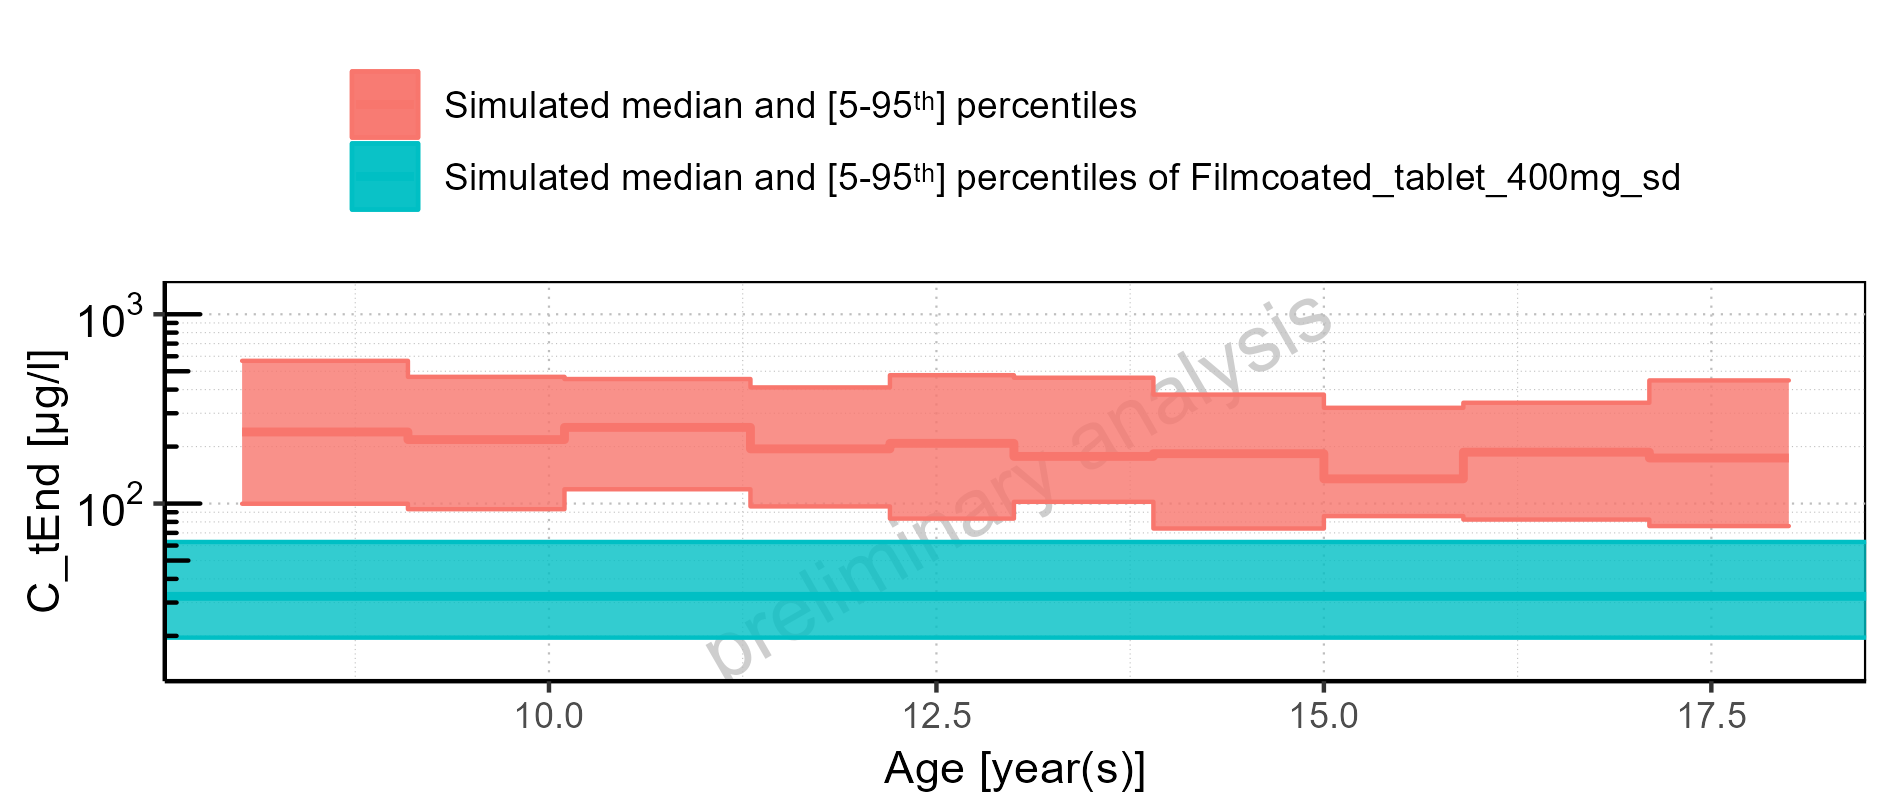 Simulated median and [5-95ᵗʰ] percentiles
Simulated median and [5-95ᵗʰ] percentiles of Filmcoated_tablet_400mg_sd
C_tEnd [µg/l]
10³
10²
preliminary analysis
10.0 12.5 15.0 17.5
Age [year(s)]